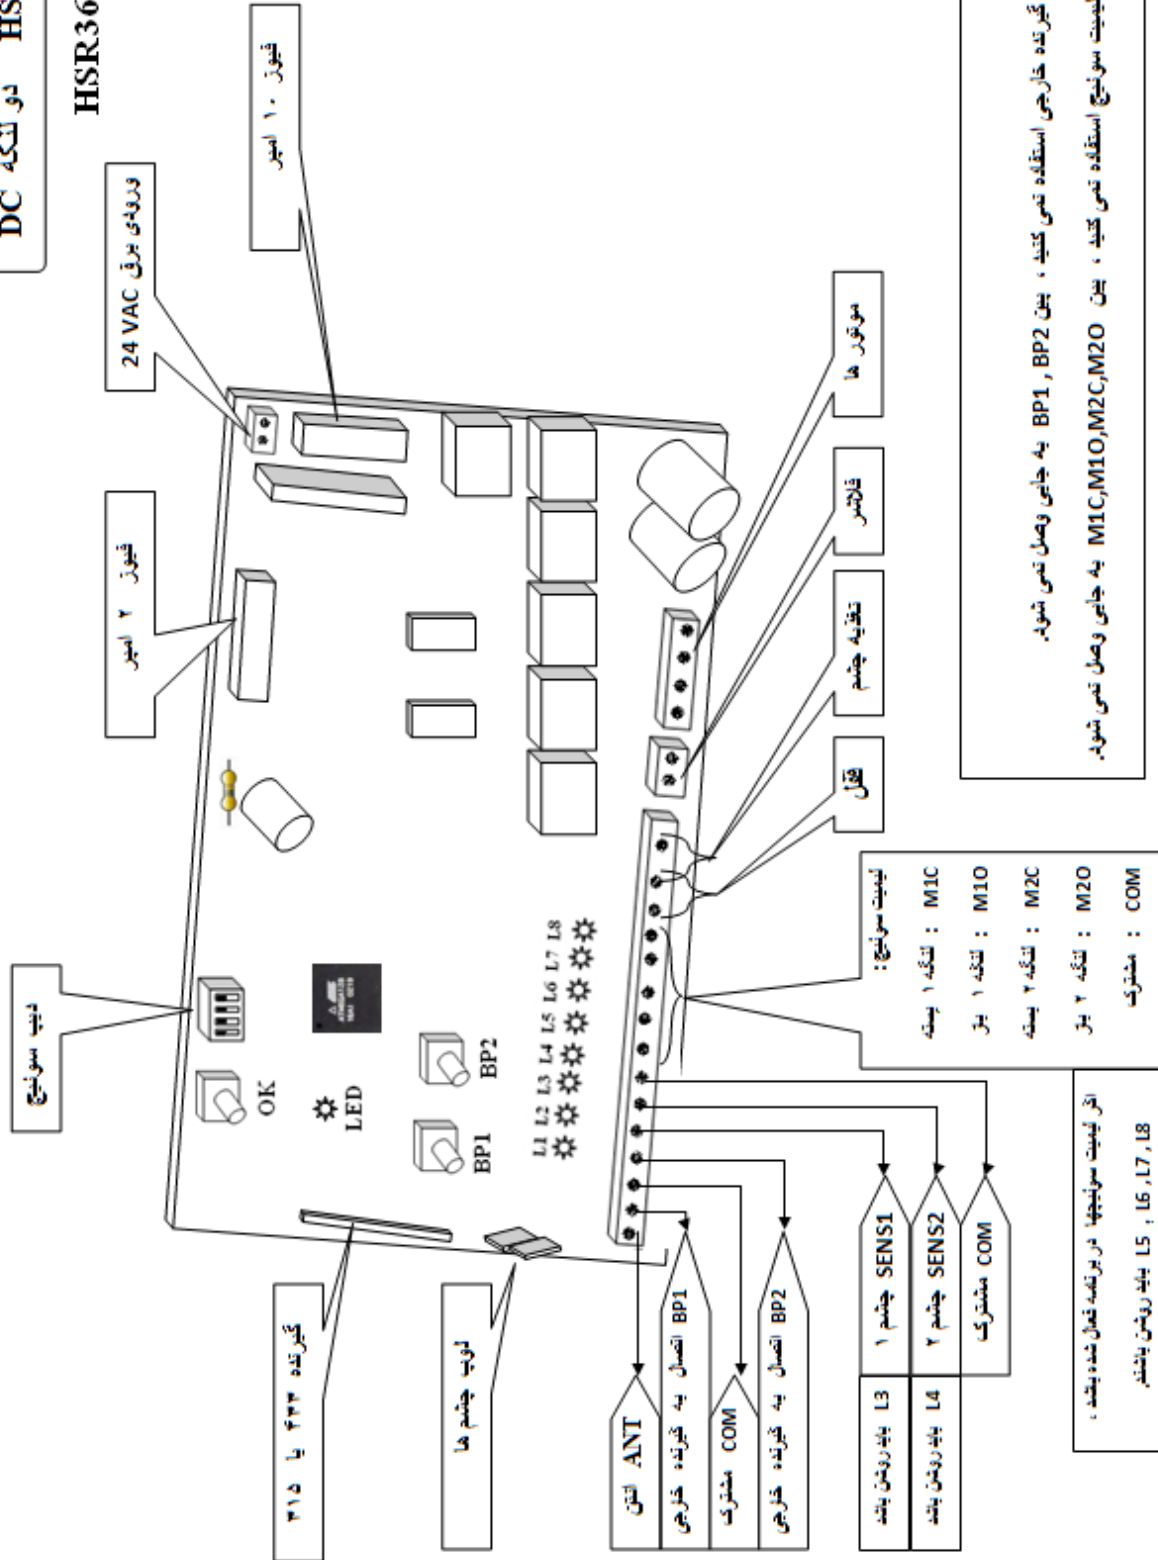 DC دو لنگه HS
HSR36
ورودی برق 24 VAC
فیوز ۱۰ امپر
فیوز ۲ امپر
دیپ سوئیچ
OK
LED
BP1
BP2
L1 L2 L3 L4 L5 L6 L7 L8
موتور ها
فلاشر
تغذیه چشم
قفل
لیمیت سوئیچ :
M1C : لنگه ۱ بسته
M1O : لنگه ۱ باز
M2C : لنگه ۲ بسته
M2O : لنگه ۲ باز
COM : مشترک
گیرنده ۴۳۳ یا ۳۱۵
لوپ چشم ها
ANT انتن
BP1 اتصال به گیرنده خارجی
COM مشترک
BP2 اتصال به گیرنده خارجی
SENS1 چشم ۱
L3 باید روشن باشد
SENS2 چشم ۲
L4 باید روشن باشد
COM مشترک
اگر لیمیت سوئیچها در برنامه فعال شده باشد ،
L5 , L6 ,L7 ,L8 باید روشن باشند
گیرنده خارجی استفاده نمی کنید ، بین BP1 , BP2 به جایی وصل نمی شود.
لیمیت سوئیچ استفاده نمی کنید ، بین M1C,M1O,M2C,M2O به جایی وصل نمی شود.